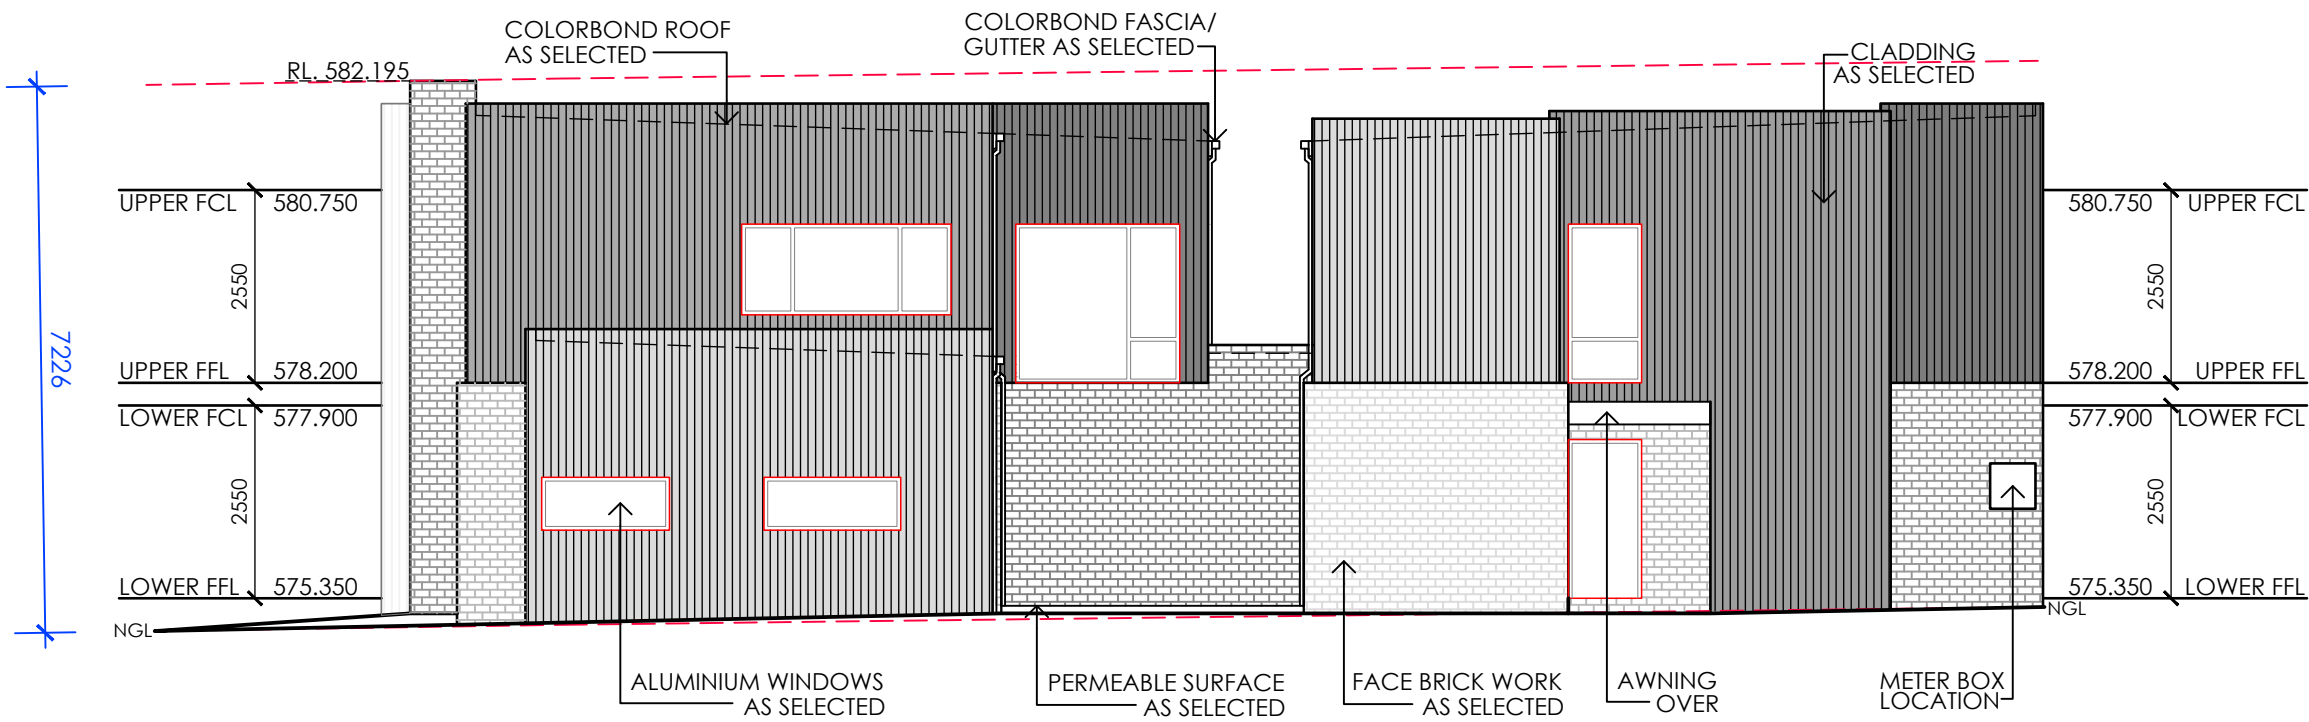 COLORBOND ROOF
AS SELECTED
COLORBOND FASCIA/
GUTTER AS SELECTED
CLADDING
AS SELECTED
RL. 582.195
UPPER FCL 580.750
2550
UPPER FFL 578.200
LOWER FCL 577.900
2550
LOWER FFL 575.350
NGL
7226
580.750 UPPER FCL
2550
578.200 UPPER FFL
577.900 LOWER FCL
2550
575.350 LOWER FFL
NGL
ALUMINIUM WINDOWS
AS SELECTED
PERMEABLE SURFACE
AS SELECTED
FACE BRICK WORK
AS SELECTED
AWNING
OVER
METER BOX
LOCATION